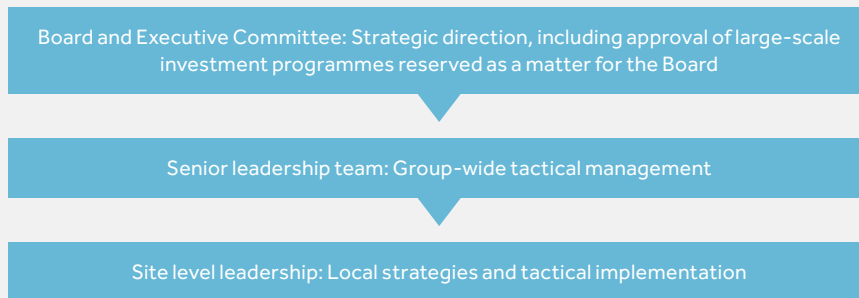 Board and Executive Committee: Strategic direction, including approval of large-scale
investment programmes reserved as a matter for the Board
Senior leadership team: Group-wide tactical management
Site level leadership: Local strategies and tactical implementation